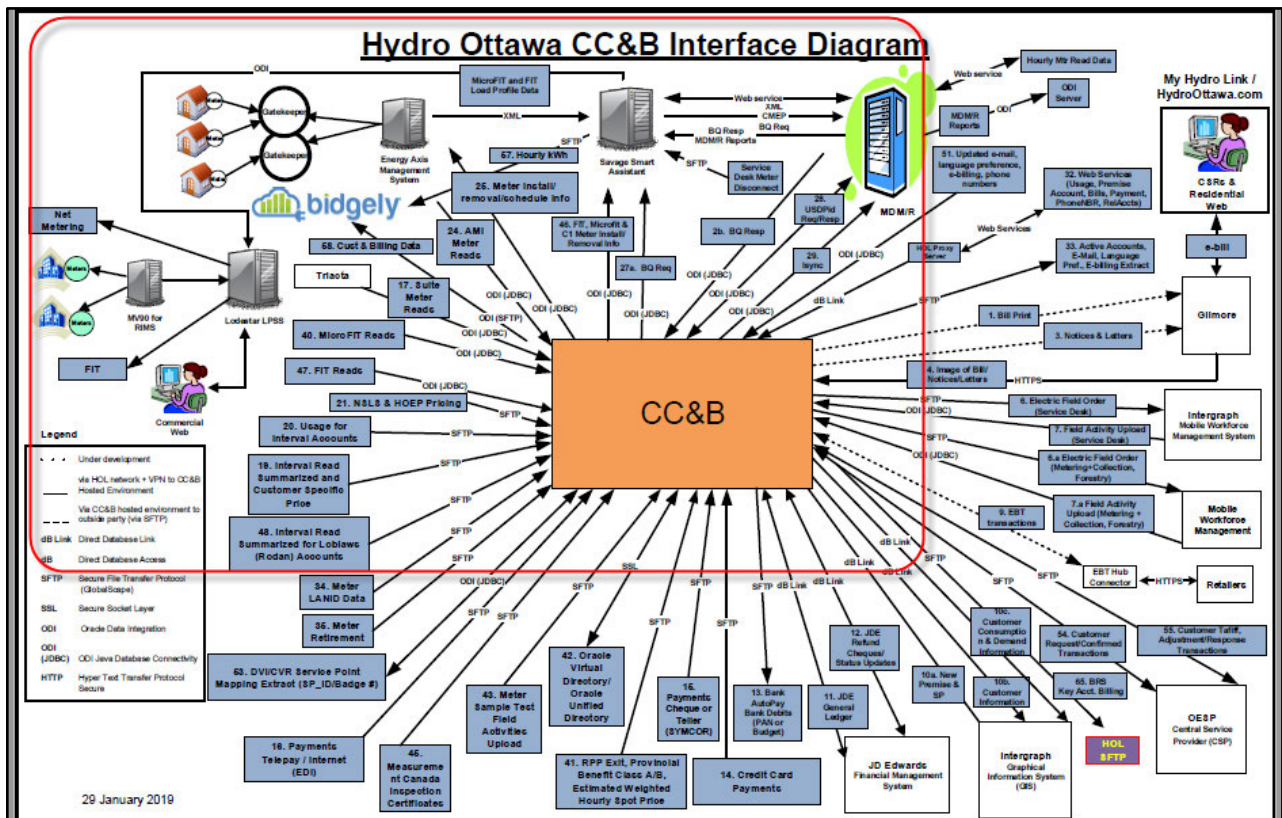 Hydro Ottawa CC&B Interface Diagram
ODI
MicroFIT and FIT
Load Profile Data
Web service
Hourly Mtr Read Data
My Hydro Link /
HydroOttawa.com
Meter
Gatekeeper
Meter
Gatekeeper
Meter
XML
Energy Axis
Management
System
Savage Smart
Assistant
Web service
XML
CMEP
BQ Resp
BQ Req
MDM/R Reports
SFTP
ODI
ODI
Server
MDM/R
Reports
MDM/R
57. Hourly kWh
SFTP
Service
Desk Meter
Disconnect
51. Updated e-mail,
language preference,
e-billing, phone
numbers
32. Web Services
(Usage, Premise
Account, Bills, Payment,
PhoneNBR, RelAccts)
CSRs &
Residential
Web
bidgely
25. Meter Install/
removal/schedule Info
28.
USDPid
Req/Resp
Web Services
Net
Metering
58. Cust & Billing Data
24. AMI
Meter
Reads
46. FIT, Microfit &
C1 Meter Install/
Removal Info
2b. BQ Resp
27a. BQ Req
29.
Isync
HOL Proxy
Server
33. Active Accounts,
E-Mail, Language
Pref., E-billing Extract
e-bill
Meters
Meters
MV90 for
RIMS
Lodestar LPSS
17. Suite
Meter
Reads
ODI (JDBC)
ODI (JDBC)
ODI (SFTP)
ODI (JDBC)
ODI (JDBC)
ODI (JDBC)
ODI (JDBC)
ODI (JDBC)
ODI (JDBC)
ODI (JDBC)
dB Link
SFTP
1. Bill Print
3. Notices & Letters
Gilmore
40. MicroFIT Reads
ODI (JDBC)
FIT
Commercial
Web
47. FIT Reads
ODI (JDBC)
21. NSLS & HOEP Pricing
SFTP
20. Usage for
Interval Accounts
SFTP
CC&B
4. Image of Bill/
Notices/Letters
HTTPS
SFTP
6. Electric Field Order
(Service Desk)
ODI (JDBC)
7. Field Activity Upload
(Service Desk)
Intergraph
Mobile Workforce
Management System
SFTP
6.a Electric Field Order
(Metering+Collection,
Forestry)
ODI (JDBC)
7.a Field Activity
Upload (Metering +
Collection, Forestry)
Mobile
Workforce
Management
9. EBT
transactions
EBT Hub
Connector
HTTPS
Retailers
Legend
Under development
via HOL network + VPN to CC&B
Hosted Environment
Via CC&B hosted environment to
outside party (via SFTP)
dB Link Direct Database Link
dB Direct Database Access
SFTP Secure File Transfer Protocol
(GlobalScape)
SSL Secure Socket Layer
ODI Oracle Data Integration
ODI
(JDBC) ODI Java Database Connectivity
HTTP Hyper Text Transfer Protocol
Secure
19. Interval Read
Summarized and
Customer Specific
Price
SFTP
48. Interval Read
Summarized for Loblaws
(Rodan) Accounts
SFTP
34. Meter
LANID Data
SFTP
35. Meter
Retirement
SFTP
53. DVI/CVR Service Point
Mapping Extract (SP_ID/Badge #)
ODI (JDBC)
16. Payments
Telepay / Internet
(EDI)
SFTP
45.
Measureme
nt Canada
Inspection
Certificates
SFTP
43. Meter
Sample Test
Field
Activities
Upload
42. Oracle
Virtual
Directory/
Oracle
Unified
Directory
SSL
41. RPP Exit, Provincial
Benefit Class A/B,
Estimated Weighted
Hourly Spot Price
SFTP
15.
Payments
Cheque or
Teller
(SYMCOR)
SFTP
14. Credit Card
Payments
SFTP
13. Bank
AutoPay
Bank Debits
(PAN or
Budget)
SFTP
11. JDE
General
Ledger
dB Link
12. JDE
Refund
Cheques/
Status Updates
dB Link
JD Edwards
Financial Management
System
10a. New
Premise &
SP
dB Link
10b.
Customer
Information
dB Link
10c.
Customer
Consumptio
n & Demand
Information
dB Link
Intergraph
Graphical
Information System
(GIS)
54. Customer
Request/Confirmed
Transactions
SFTP
55. Customer Tafiff,
Adjustment/Response
Transactions
SFTP
65. BRS
Key Acct. Billing
SFTP
HOL
SFTP
OESP
Central Service
Provider (CSP)
29 January 2019